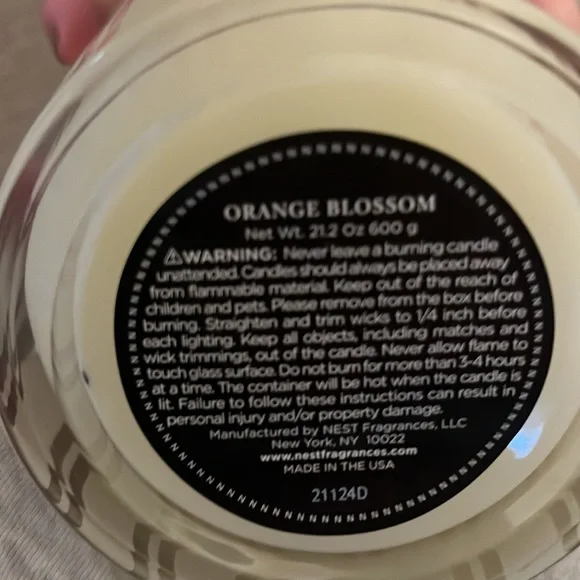 ORANGE BLOSSOM
Net Wt. 21.2 Oz 600 g
⚠WARNING: Never leave a burning candle
unattended. Candles should always be placed away
from flammable material. Keep out of the reach of
children and pets. Please remove from the box before
burning. Straighten and trim wicks to 1/4 inch before
each lighting. Keep all objects, including matches and
wick trimmings, out of the candle. Never allow flame to
touch glass surface. Do not burn for more than 3-4 hours
at a time. The container will be hot when the candle is
lit. Failure to follow these instructions can result in
personal injury and/or property damage.
Manufactured by NEST Fragrances, LLC
New York, NY 10022
www.nestfragrances.com
MADE IN THE USA
21124D